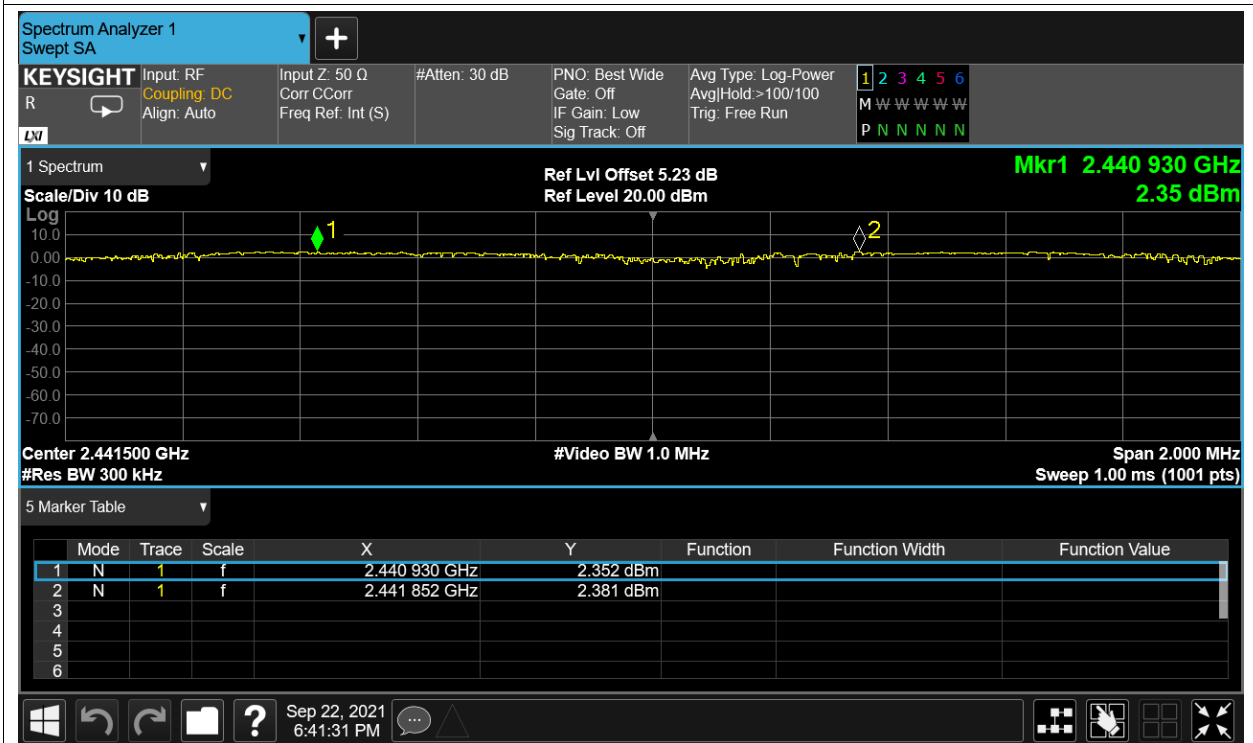 Spectrum Analyzer 1
Swept SA
+
KEYSIGHT Input: RF Input Z: 50 Ω #Atten: 30 dB PNO: Best Wide Avg Type: Log-Power 1 2 3 4 5 6
R Coupling: DC Corr CCorr Gate: Off Avg|Hold:>100/100 M W W W W W
Align: Auto Freq Ref: Int (S) IF Gain: Low Trig: Free Run
LXI Sig Track: Off P N N N N N
1 Spectrum Ref Lvl Offset 5.23 dB Mkr1 2.440 930 GHz
Scale/Div 10 dB Ref Level 20.00 dBm 2.35 dBm
Log
10.0
0.00
-10.0
-20.0
-30.0
-40.0
-50.0
-60.0
-70.0
1 2
Center 2.441500 GHz #Video BW 1.0 MHz Span 2.000 MHz
#Res BW 300 kHz Sweep 1.00 ms (1001 pts)
5 Marker Table
Mode Trace Scale X Y Function Function Width Function Value
1 N 1 f 2.440 930 GHz 2.352 dBm
2 N 1 f 2.441 852 GHz 2.381 dBm
3
4
5
6
? Sep 22, 2021
6:41:31 PM